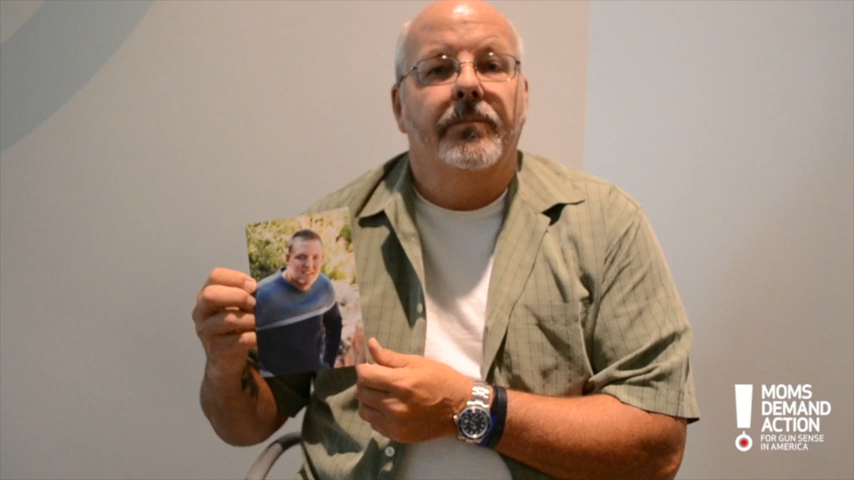 MOMS
DEMAND
ACTION
FOR GUN SENSE
IN AMERICA